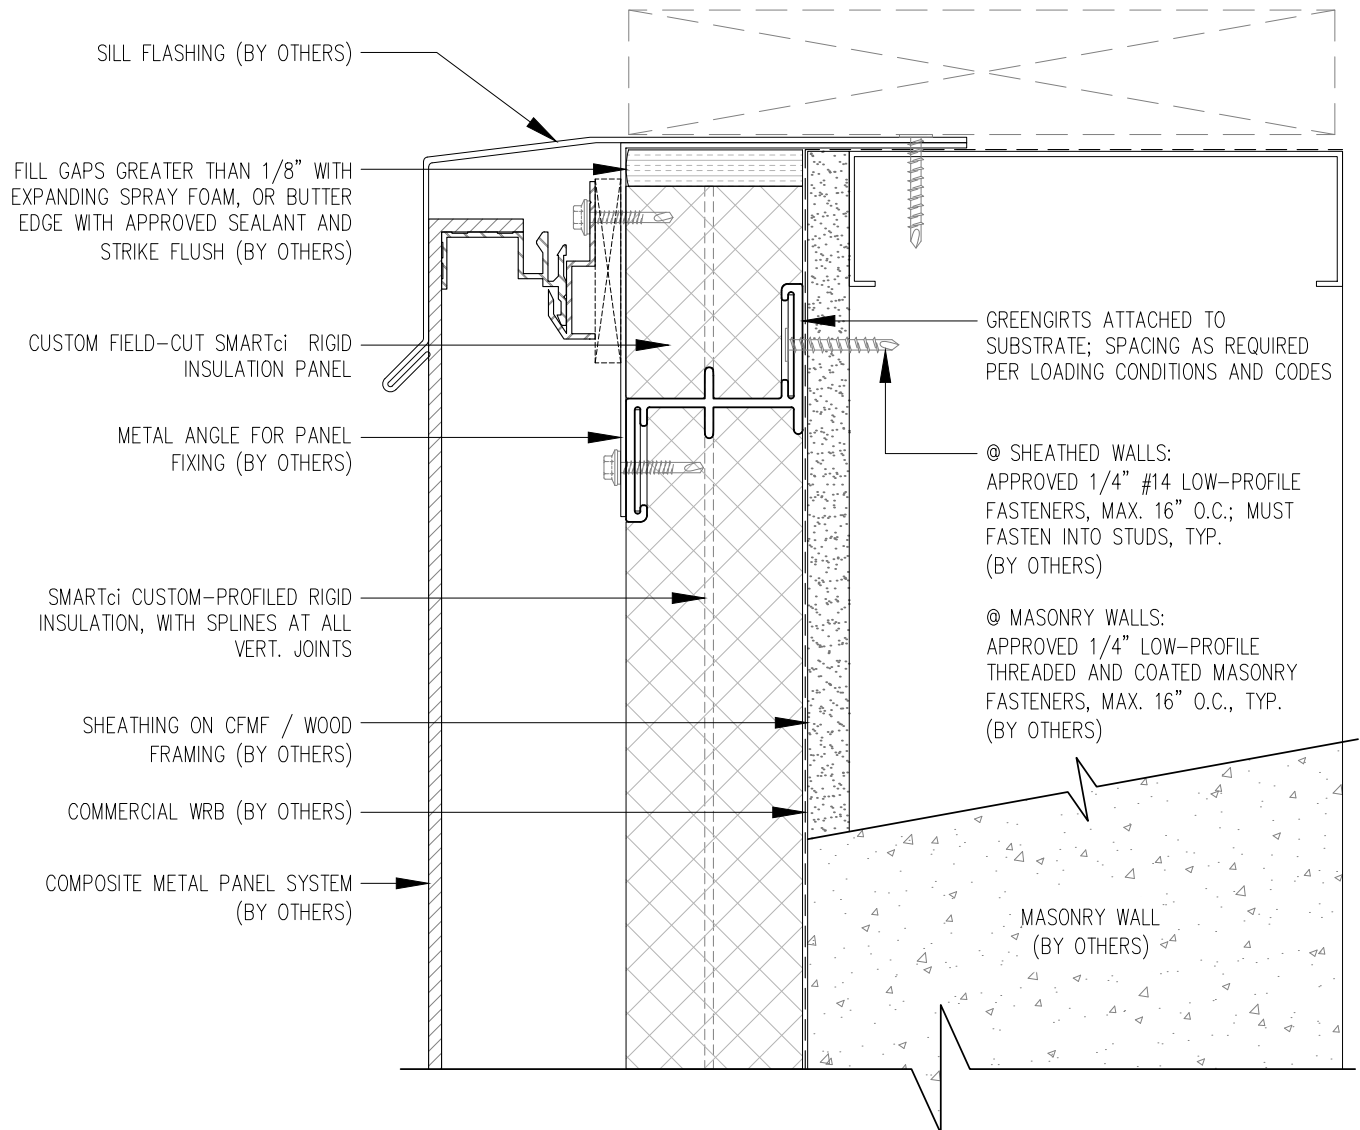 SILL FLASHING (BY OTHERS)
FILL GAPS GREATER THAN 1/8" WITH
EXPANDING SPRAY FOAM, OR BUTTER
EDGE WITH APPROVED SEALANT AND
STRIKE FLUSH (BY OTHERS)
CUSTOM FIELD-CUT SMARTci RIGID
INSULATION PANEL
METAL ANGLE FOR PANEL
FIXING (BY OTHERS)
SMARTci CUSTOM-PROFILED RIGID
INSULATION, WITH SPLINES AT ALL
VERT. JOINTS
SHEATHING ON CFMF / WOOD
FRAMING (BY OTHERS)
COMMERCIAL WRB (BY OTHERS)
COMPOSITE METAL PANEL SYSTEM
(BY OTHERS)
GREENGIRTS ATTACHED TO
SUBSTRATE; SPACING AS REQUIRED
PER LOADING CONDITIONS AND CODES
@ SHEATHED WALLS:
APPROVED 1/4" #14 LOW-PROFILE
FASTENERS, MAX. 16" O.C.; MUST
FASTEN INTO STUDS, TYP.
(BY OTHERS)
@ MASONRY WALLS:
APPROVED 1/4" LOW-PROFILE
THREADED AND COATED MASONRY
FASTENERS, MAX. 16" O.C., TYP.
(BY OTHERS)
MASONRY WALL
(BY OTHERS)